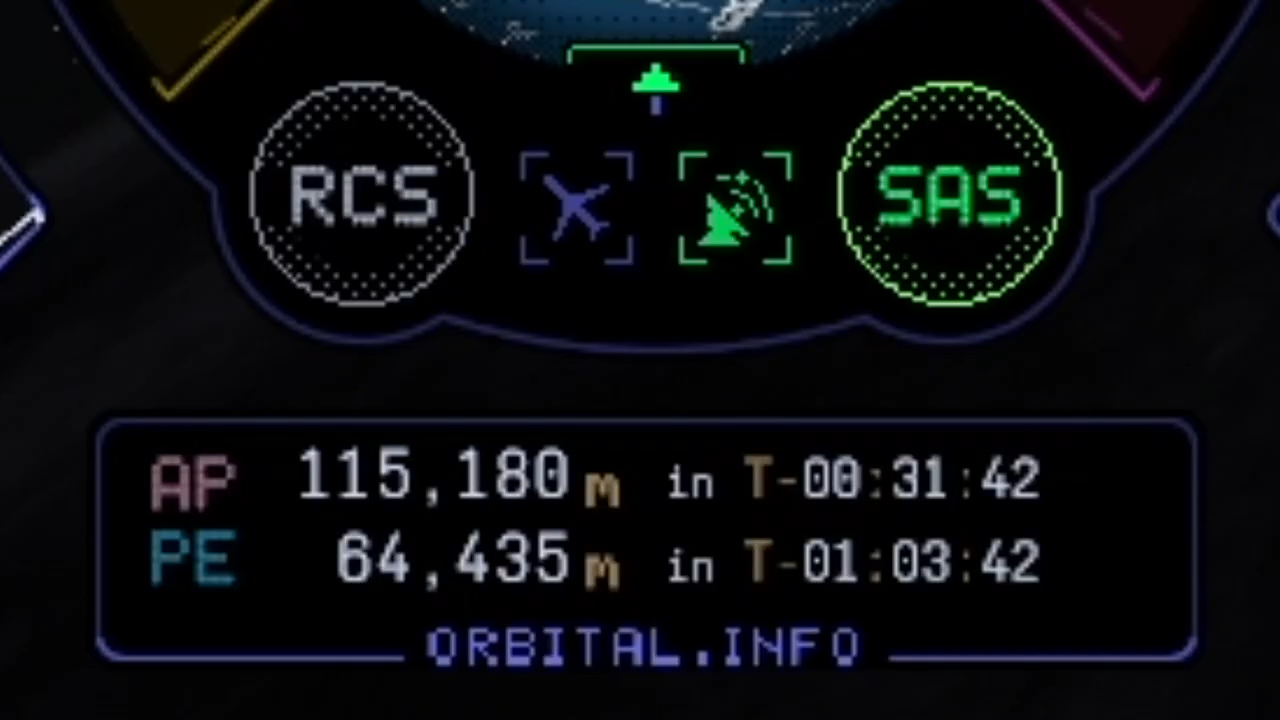 RCS
SAS
AP 115,180 m in T-00:31:42
PE 64,435 m in T-01:03:42
ORBITAL.INFO